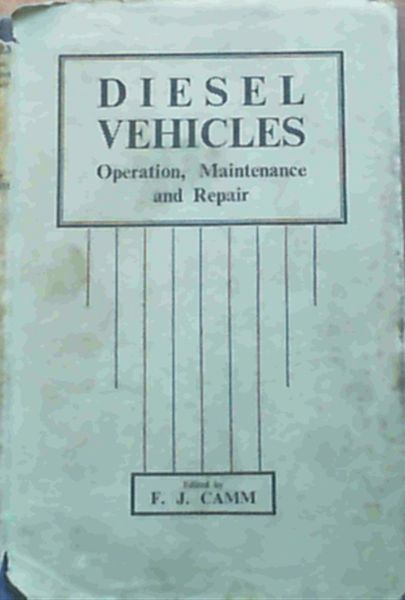 DIESEL
VEHICLES
Operation, Maintenance
and Repair
Edited by
F. J. CAMM